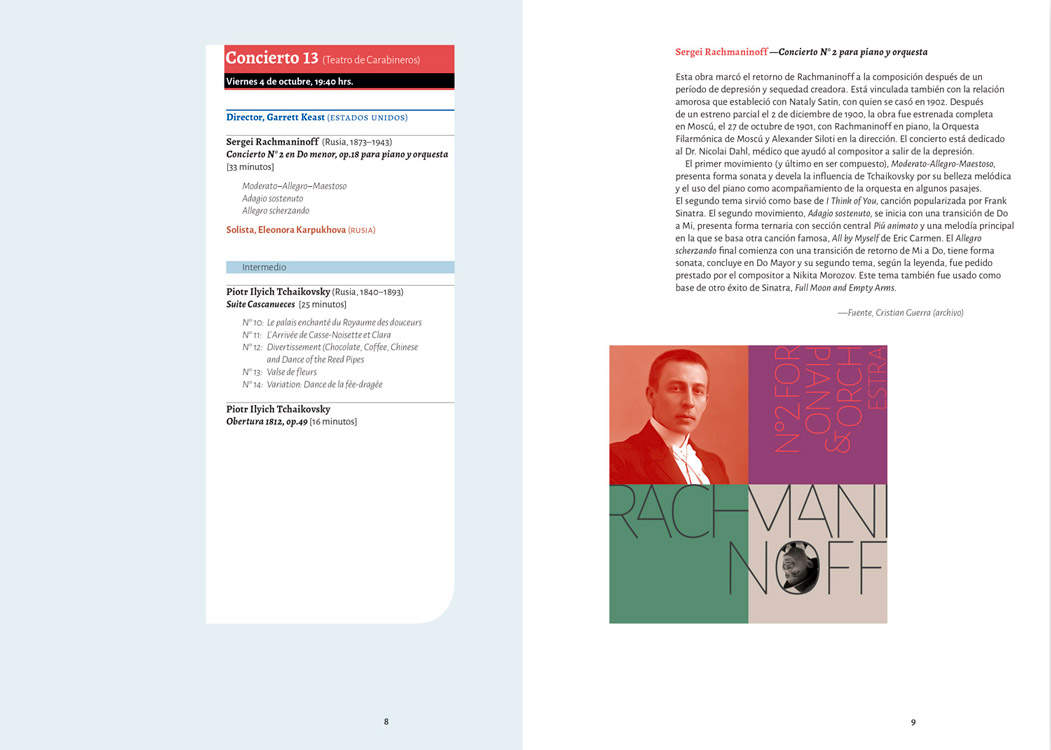 Concierto 13 (Teatro de Carabineros)
Viernes 4 de octubre, 19:40 hrs.
Director, Garrett Keast (ESTADOS UNIDOS)
Sergei Rachmaninoff (Rusia, 1873–1943)
Concierto N° 2 en Do menor, op.18 para piano y orquesta
[33 minutos]
Moderato–Allegro–Maestoso
Adagio sostenuto
Allegro scherzando
Solista, Eleonora Karpukhova (RUSIA)
Intermedio
Piotr Ilyich Tchaikovsky (Rusia, 1840–1893)
Suite Cascanueces [25 minutos]
N° 10: Le palais enchanté du Royaume des douceurs
N° 11: L'Arrivée de Casse-Noisette et Clara
N° 12: Divertissement (Chocolate, Coffee, Chinese
and Dance of the Reed Pipes
N° 13: Valse de fleurs
N° 14: Variation: Dance de la fée-dragée
Piotr Ilyich Tchaikovsky
Obertura 1812, op.49 [16 minutos]
8
Sergei Rachmaninoff —Concierto N° 2 para piano y orquesta
Esta obra marcó el retorno de Rachmaninoff a la composición después de un
período de depresión y sequedad creadora. Está vinculada también con la relación
amorosa que estableció con Nataly Satin, con quien se casó en 1902. Después
de un estreno parcial el 2 de diciembre de 1900, la obra fue estrenada completa
en Moscú, el 27 de octubre de 1901, con Rachmaninoff en piano, la Orquesta
Filarmónica de Moscú y Alexander Siloti en la dirección. El concierto está dedicado
al Dr. Nicolai Dahl, médico que ayudó al compositor a salir de la depresión.
El primer movimiento (y último en ser compuesto), Moderato-Allegro-Maestoso,
presenta forma sonata y devela la influencia de Tchaikovsky por su belleza melódica
y el uso del piano como acompañamiento de la orquesta en algunos pasajes.
El segundo tema sirvió como base de I Think of You, canción popularizada por Frank
Sinatra. El segundo movimiento, Adagio sostenuto, se inicia con una transición de Do
a Mi, presenta forma ternaria con sección central Piú animato y una melodía principal
en la que se basa otra canción famosa, All by Myself de Eric Carmen. El Allegro
scherzando final comienza con una transición de retorno de Mi a Do, tiene forma
sonata, concluye en Do Mayor y su segundo tema, según la leyenda, fue pedido
prestado por el compositor a Nikita Morozov. Este tema también fue usado como
base de otro éxito de Sinatra, Full Moon and Empty Arms.
—Fuente, Cristian Guerra (archivo)
N°2 FOR
PIANO
& ORCH
ESTRA
RACHMANI
NOFF
9